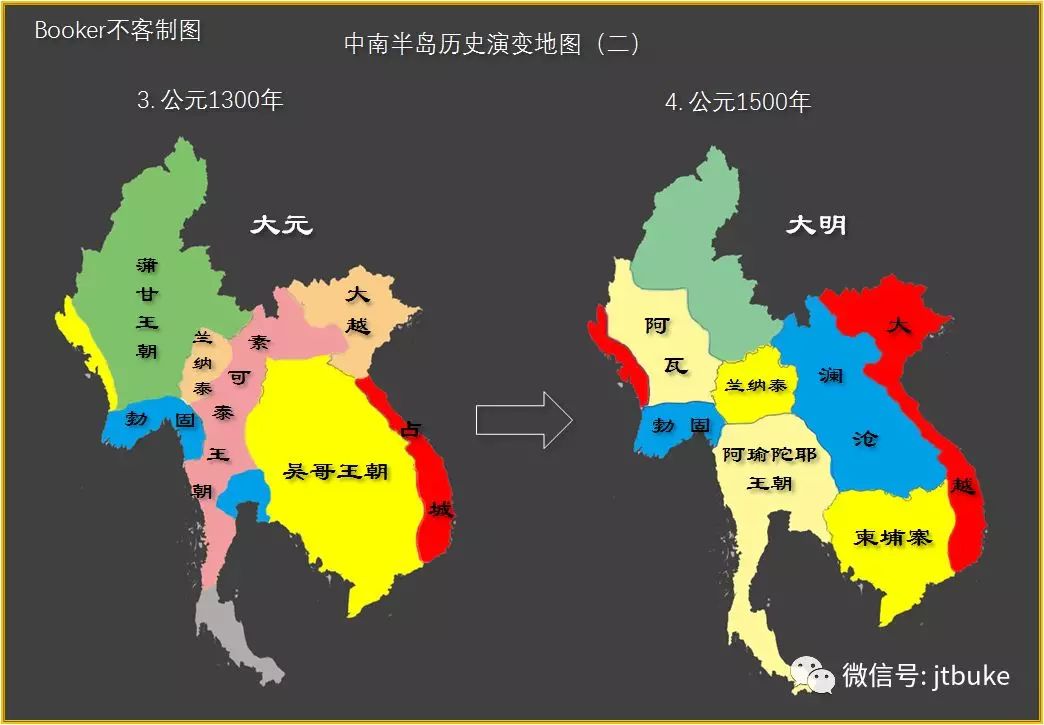 Booker不客制图
中南半岛历史演变地图（二）
3. 公元1300年
4. 公元1500年
大元
蒲甘王朝
大越
兰纳泰
素可泰王朝
勃固
占城
吴哥王朝
大明
阿瓦
大越
兰纳泰
澜沧
勃固
阿瑜陀耶
王朝
柬埔寨
微信号: jtbuke